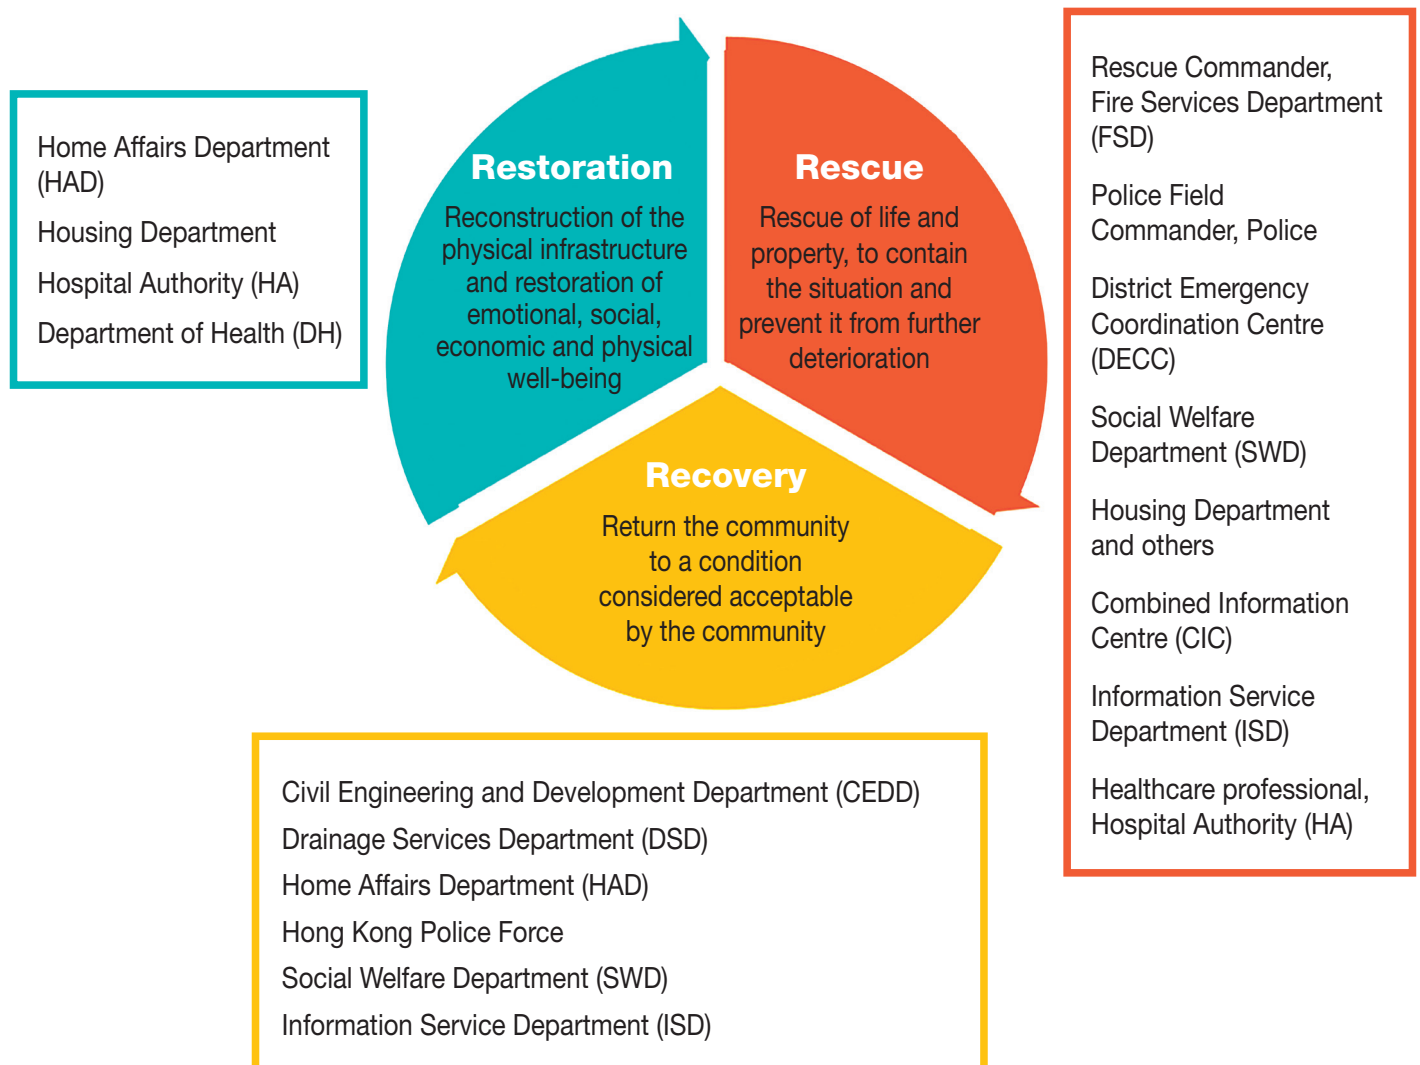 Home Affairs Department
(HAD)
Housing Department
Hospital Authority (HA)
Department of Health (DH)
Restoration
Reconstruction of the
physical infrastructure
and restoration of
emotional, social,
economic and physical
well-being
Rescue
Rescue of life and
property, to contain
the situation and
prevent it from further
deterioration
Recovery
Return the community
to a condition
considered acceptable
by the community
Rescue Commander,
Fire Services Department
(FSD)
Police Field
Commander, Police
District Emergency
Coordination Centre
(DECC)
Social Welfare
Department (SWD)
Housing Department
and others
Combined Information
Centre (CIC)
Information Service
Department (ISD)
Healthcare professional,
Hospital Authority (HA)
Civil Engineering and Development Department (CEDD)
Drainage Services Department (DSD)
Home Affairs Department (HAD)
Hong Kong Police Force
Social Welfare Department (SWD)
Information Service Department (ISD)